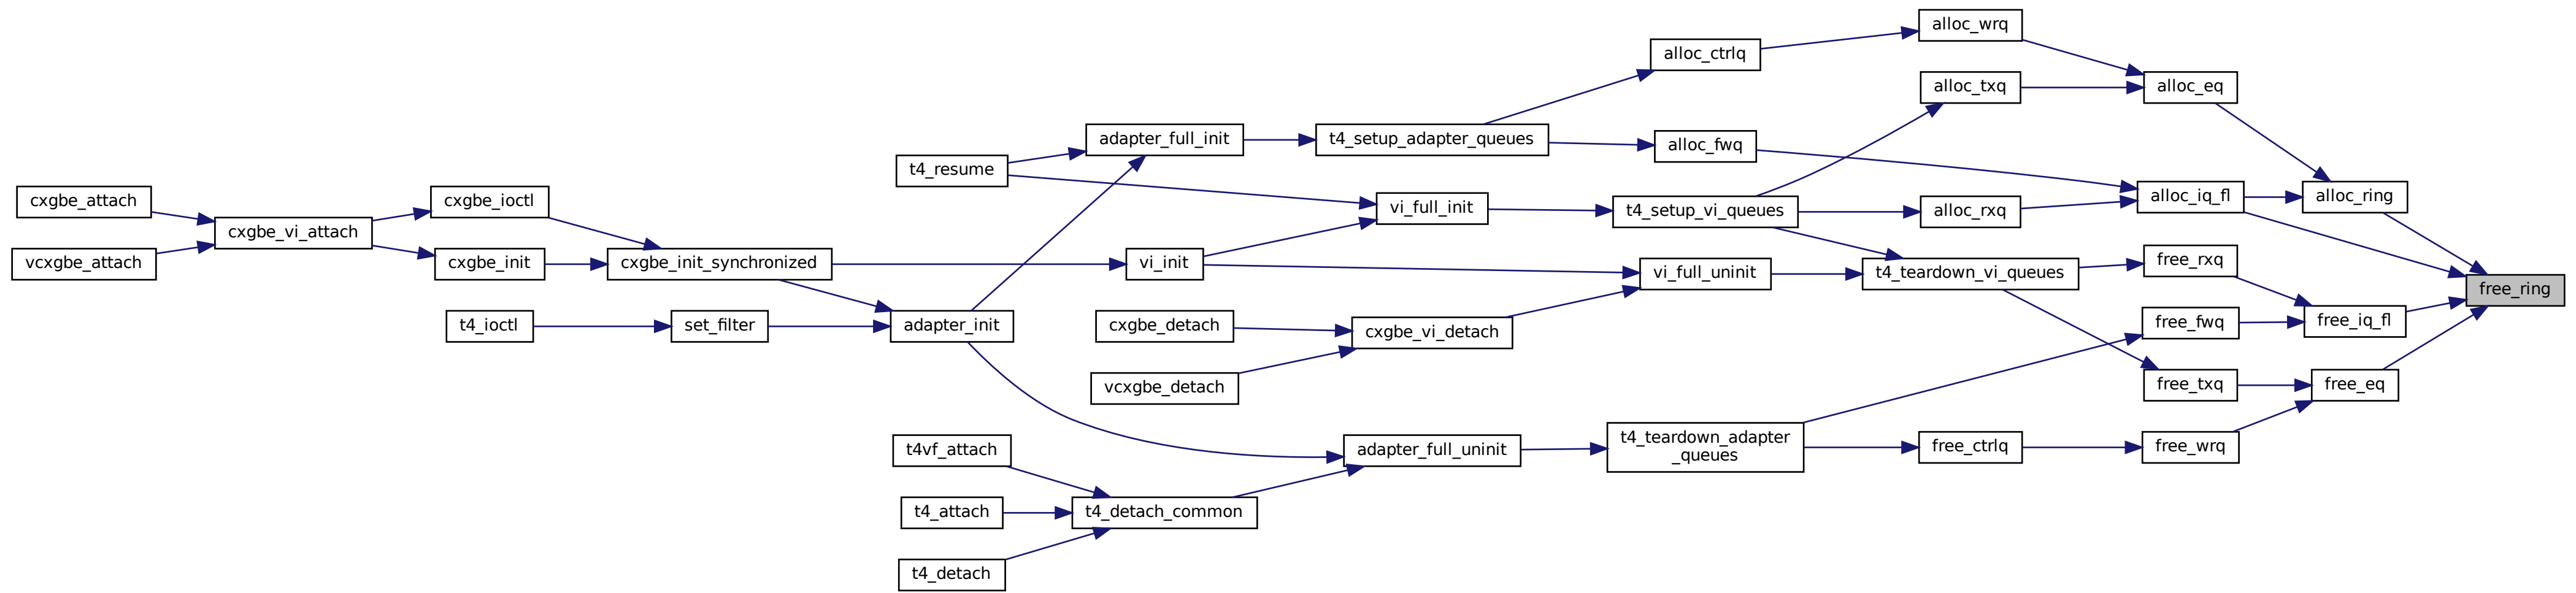 alloc_wrq
alloc_ctrlq
alloc_txq
alloc_eq
adapter_full_init
t4_setup_adapter_queues
alloc_fwq
t4_resume
cxgbe_attach
cxgbe_ioctl
vi_full_init
t4_setup_vi_queues
alloc_rxq
alloc_iq_fl
alloc_ring
cxgbe_vi_attach
vcxgbe_attach
cxgbe_init
cxgbe_init_synchronized
vi_init
vi_full_uninit
t4_teardown_vi_queues
free_rxq
free_ring
t4_ioctl
set_filter
adapter_init
cxgbe_detach
cxgbe_vi_detach
free_fwq
free_iq_fl
vcxgbe_detach
free_txq
free_eq
t4vf_attach
adapter_full_uninit
t4_teardown_adapter
_queues
free_ctrlq
free_wrq
t4_attach
t4_detach_common
t4_detach